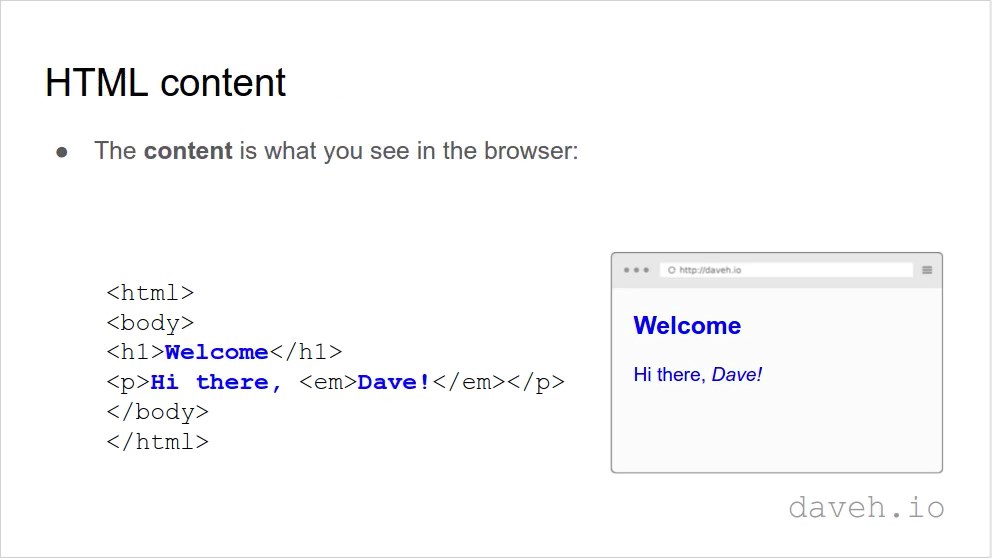 HTML content
● The content is what you see in the browser:
<html>
<body>
<h1>Welcome</h1>
<p>Hi there, <em>Dave!</em></p>
</body>
</html>
http://daveh.io
Welcome
Hi there, Dave!
daveh.io